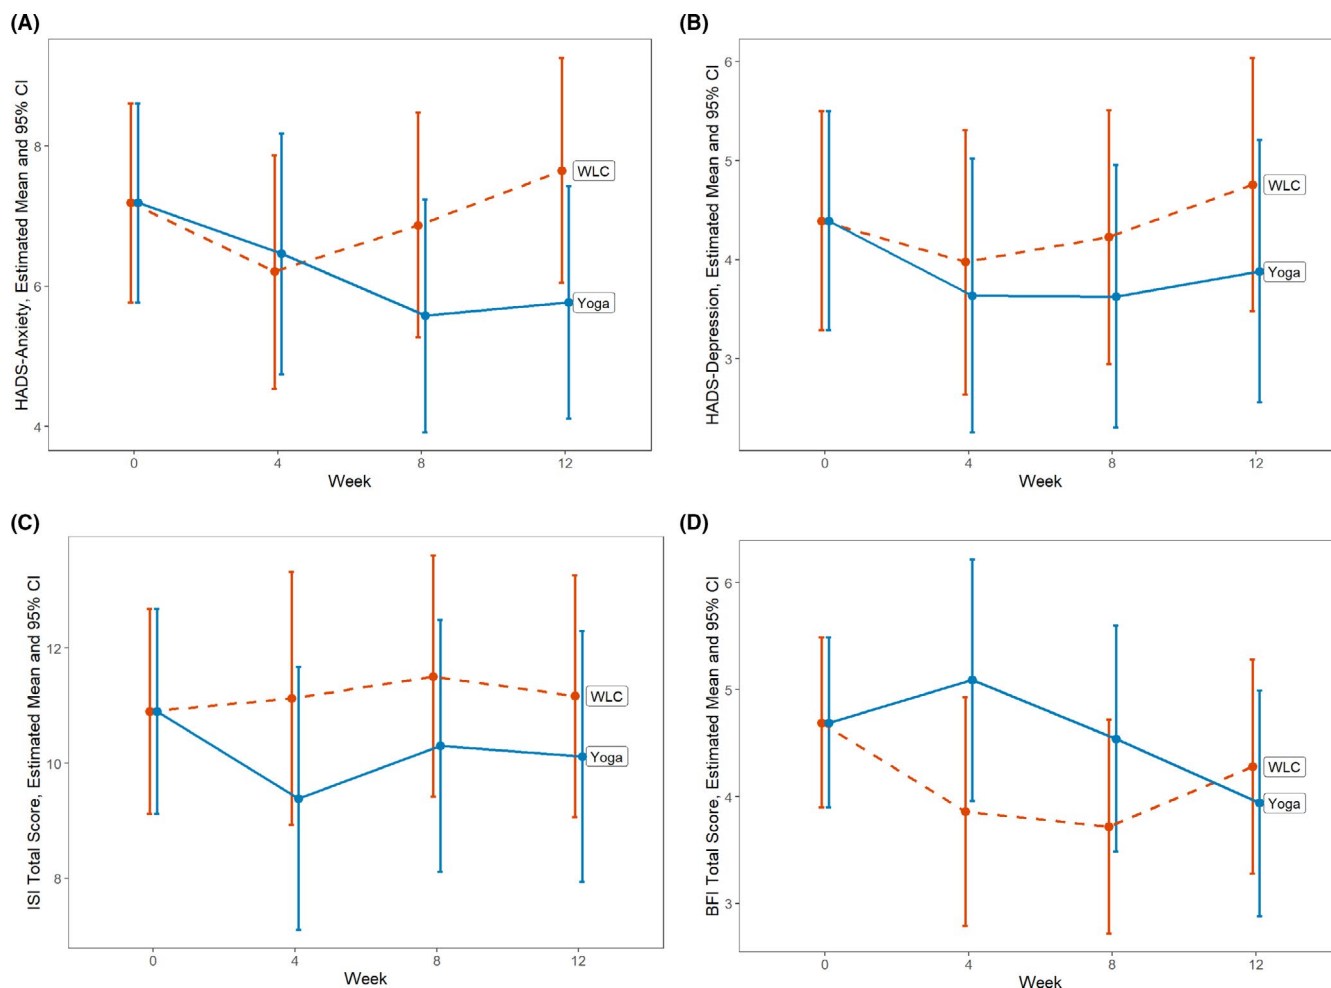 (A)
HADS-Anxiety, Estimated Mean and 95% CI
8
6
4
WLC
Yoga
0 4 8 12
Week
(B)
HADS-Depression, Estimated Mean and 95% CI
6
5
4
3
WLC
Yoga
0 4 8 12
Week
(C)
ISI Total Score, Estimated Mean and 95% CI
12
10
8
WLC
Yoga
0 4 8 12
Week
(D)
BFI Total Score, Estimated Mean and 95% CI
6
5
4
3
WLC
Yoga
0 4 8 12
Week